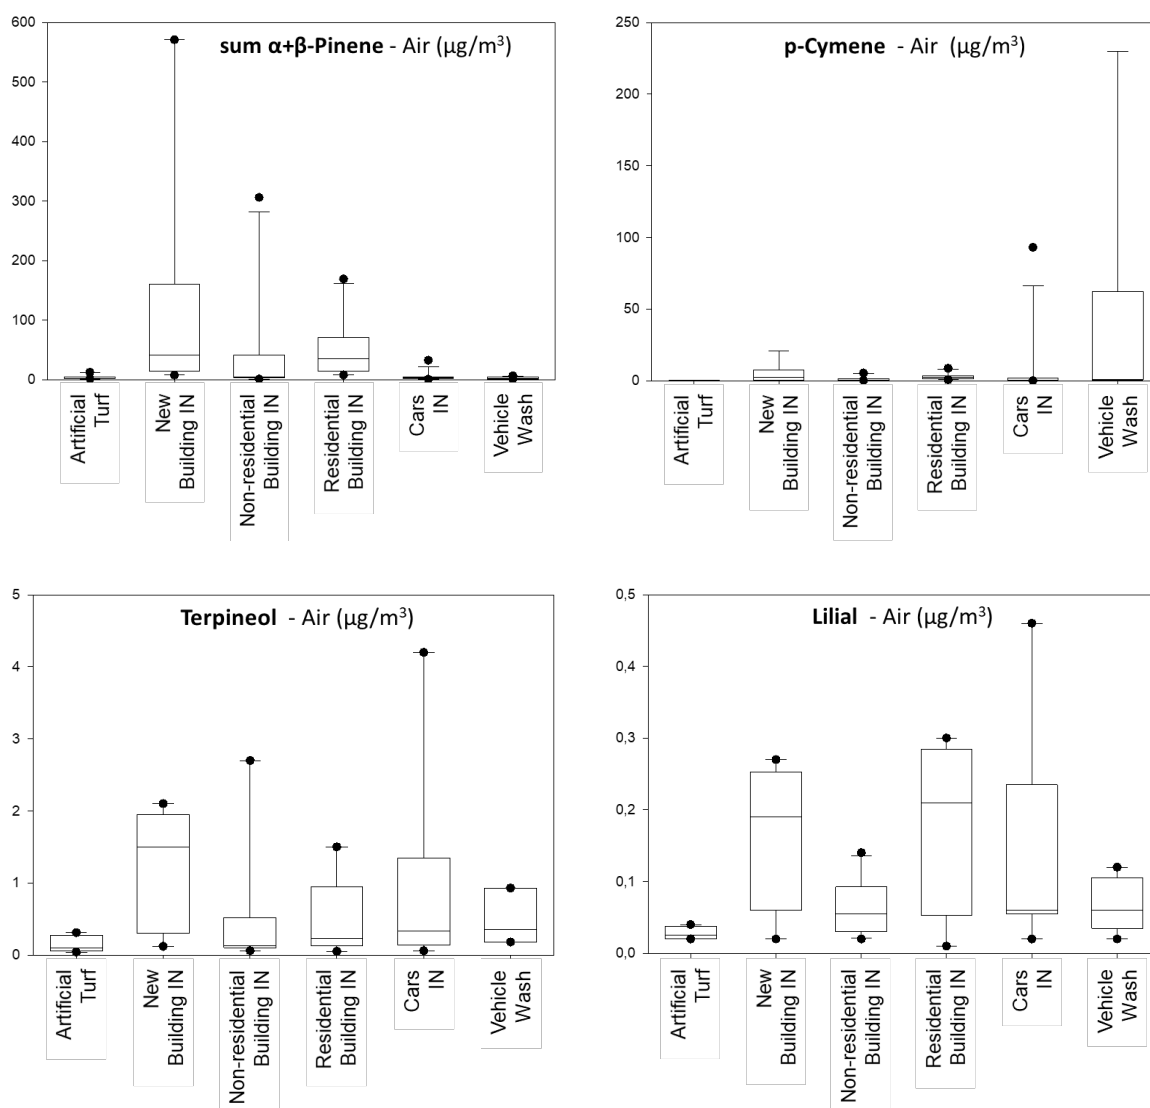 sum α+β-Pinene - Air (µg/m³)
600
500
400
300
200
100
0
Artificial
Turf
New
Building IN
Non-residential
Building IN
Residential
Building IN
Cars
IN
Vehicle
Wash
p-Cymene - Air (µg/m³)
250
200
150
100
50
0
Artificial
Turf
New
Building IN
Non-residential
Building IN
Residential
Building IN
Cars
IN
Vehicle
Wash
Terpineol - Air (µg/m³)
5
4
3
2
1
0
Artificial
Turf
New
Building IN
Non-residential
Building IN
Residential
Building IN
Cars
IN
Vehicle
Wash
Lilial - Air (µg/m³)
0,5
0,4
0,3
0,2
0,1
0,0
Artificial
Turf
New
Building IN
Non-residential
Building IN
Residential
Building IN
Cars
IN
Vehicle
Wash